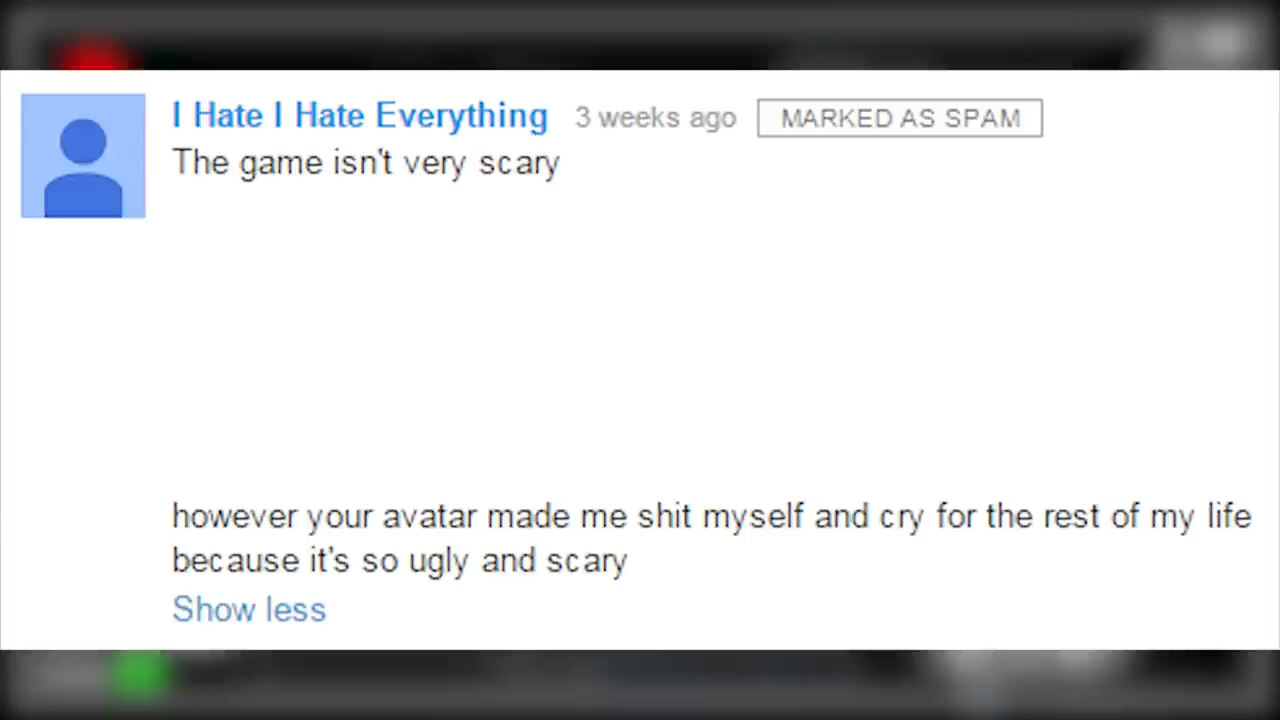 I Hate I Hate Everything 3 weeks ago MARKED AS SPAM
The game isn't very scary
however your avatar made me shit myself and cry for the rest of my life
because it's so ugly and scary
Show less